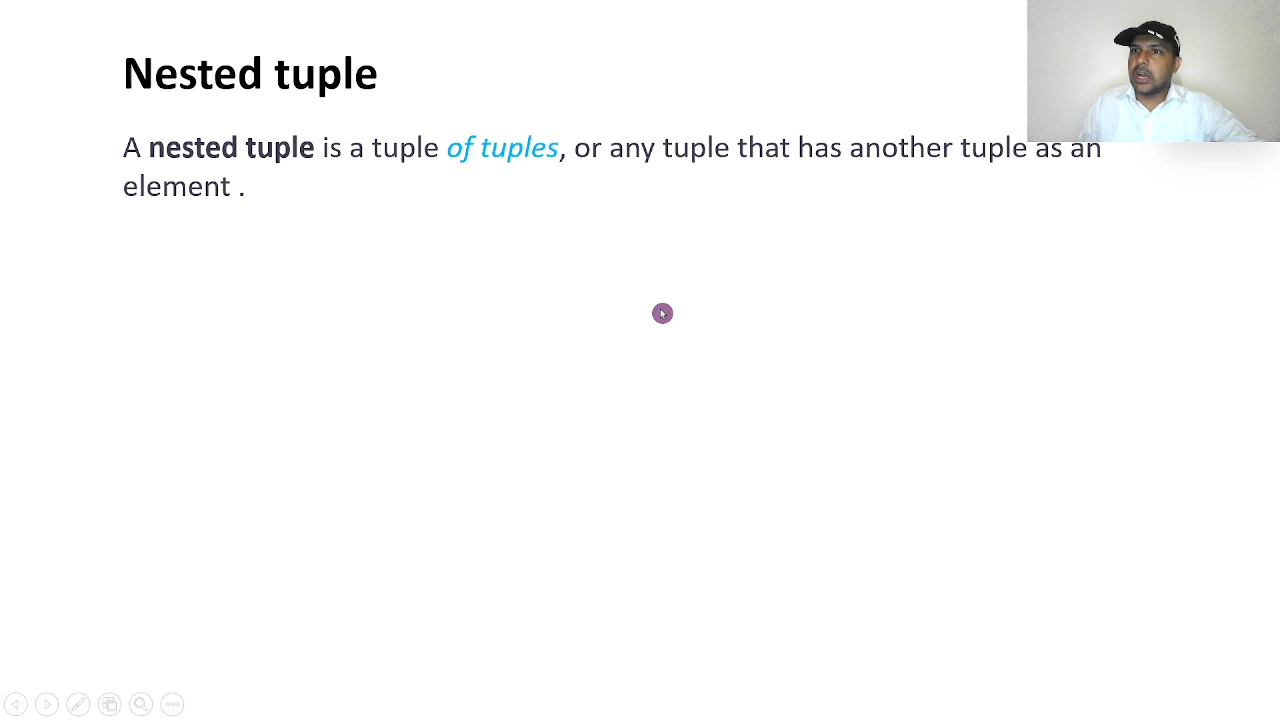 Nested tuple
A nested tuple is a tuple of tuples, or any tuple that has another tuple as an
element .